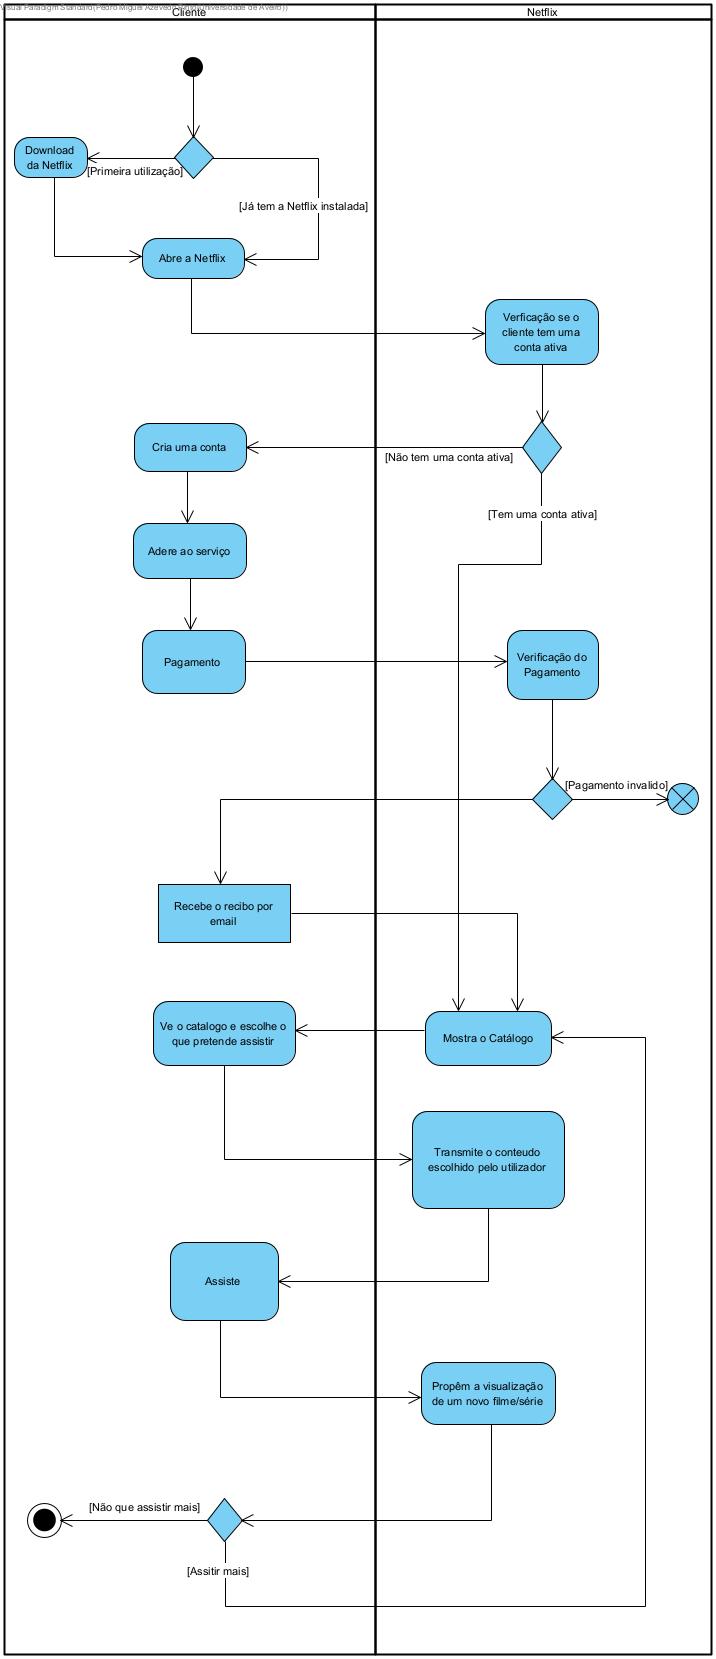 Visual Paradigm Standard(Pedro Miguel Azevedo
Universidade de Aveiro))
Cliente
Netflix
Download
da Netflix
[Primeira utilização]
[Já tem a Netflix instalada]
Abre a Netflix
Verficação se o
cliente tem uma
conta ativa
Cria uma conta
[Não tem uma conta ativa]
[Tem uma conta ativa]
Adere ao serviço
Pagamento
Verificação do
Pagamento
[Pagamento invalido]
Recebe o recibo por
email
Ve o catalogo e escolhe o
que pretende assistir
Mostra o Catálogo
Transmite o conteudo
escolhido pelo utilizador
Assiste
Propêm a visualização
de um novo filme/série
[Não que assistir mais]
[Assitir mais]